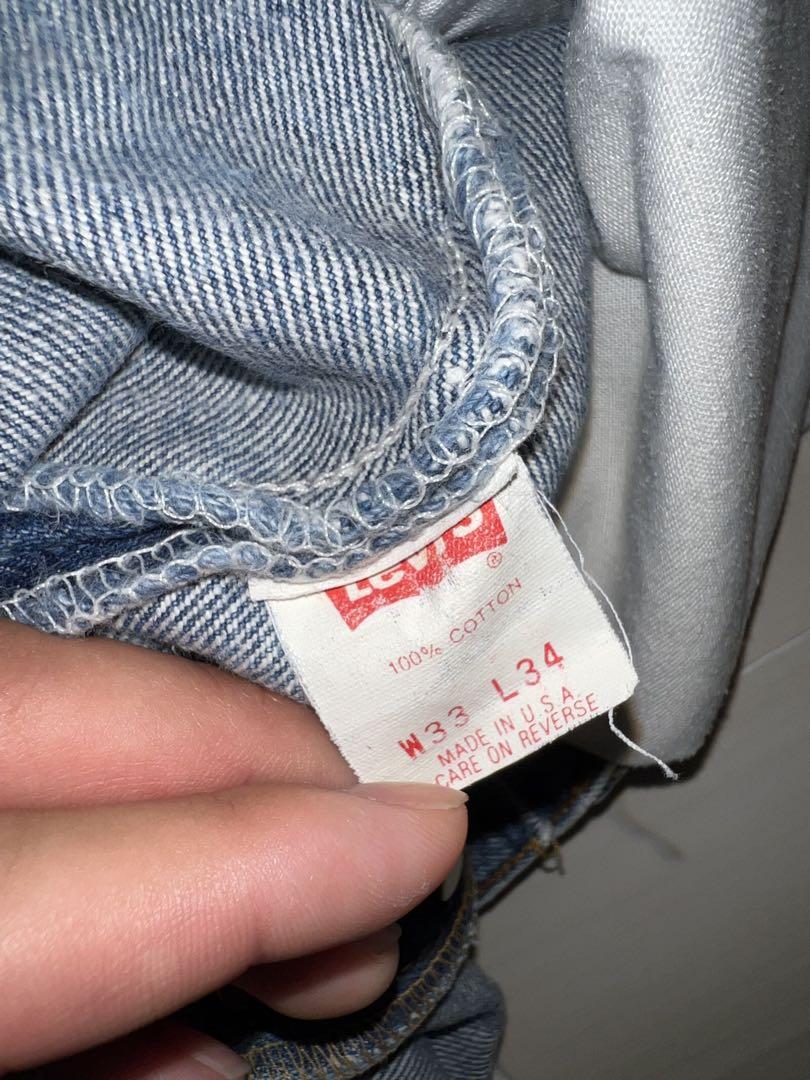 Levi's
®
100% COTTON
W33 L34
MADE IN U.S.A.
CARE ON REVERSE